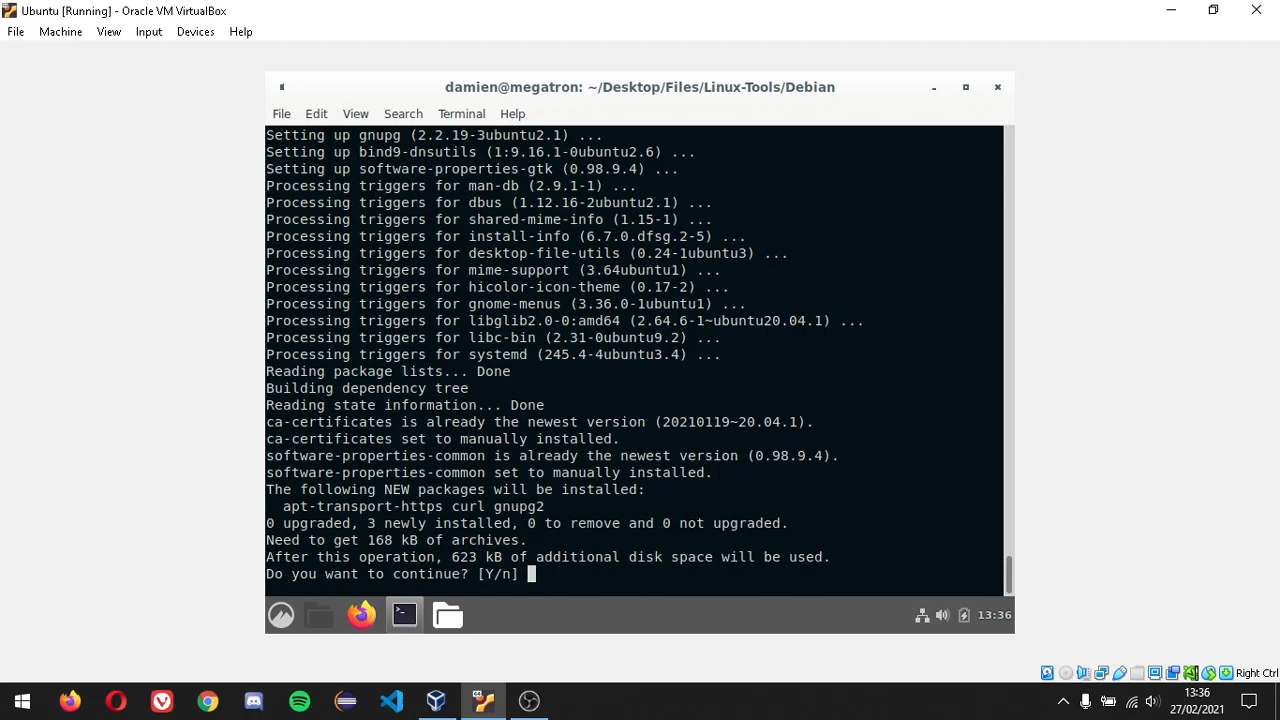 Ubuntu [Running] - Oracle VM VirtualBox
File Machine View Input Devices Help
damien@megatron: ~/Desktop/Files/Linux-Tools/Debian
File Edit View Search Terminal Help
Setting up gnupg (2.2.19-3ubuntu2.1) ...
Setting up bind9-dnsutils (1:9.16.1-0ubuntu2.6) ...
Setting up software-properties-gtk (0.98.9.4) ...
Processing triggers for man-db (2.9.1-1) ...
Processing triggers for dbus (1.12.16-2ubuntu2.1) ...
Processing triggers for shared-mime-info (1.15-1) ...
Processing triggers for install-info (6.7.0.dfsg.2-5) ...
Processing triggers for desktop-file-utils (0.24-1ubuntu3) ...
Processing triggers for mime-support (3.64ubuntu1) ...
Processing triggers for hicolor-icon-theme (0.17-2) ...
Processing triggers for gnome-menus (3.36.0-1ubuntu1) ...
Processing triggers for libglib2.0-0:amd64 (2.64.6-1~ubuntu20.04.1) ...
Processing triggers for libc-bin (2.31-0ubuntu9.2) ...
Processing triggers for systemd (245.4-4ubuntu3.4) ...
Reading package lists... Done
Building dependency tree
Reading state information... Done
ca-certificates is already the newest version (20210119~20.04.1).
ca-certificates set to manually installed.
software-properties-common is already the newest version (0.98.9.4).
software-properties-common set to manually installed.
The following NEW packages will be installed:
  apt-transport-https curl gnupg2
0 upgraded, 3 newly installed, 0 to remove and 0 not upgraded.
Need to get 168 kB of archives.
After this operation, 623 kB of additional disk space will be used.
Do you want to continue? [Y/n]
13:36
Right Ctrl
13:36
27/02/2021